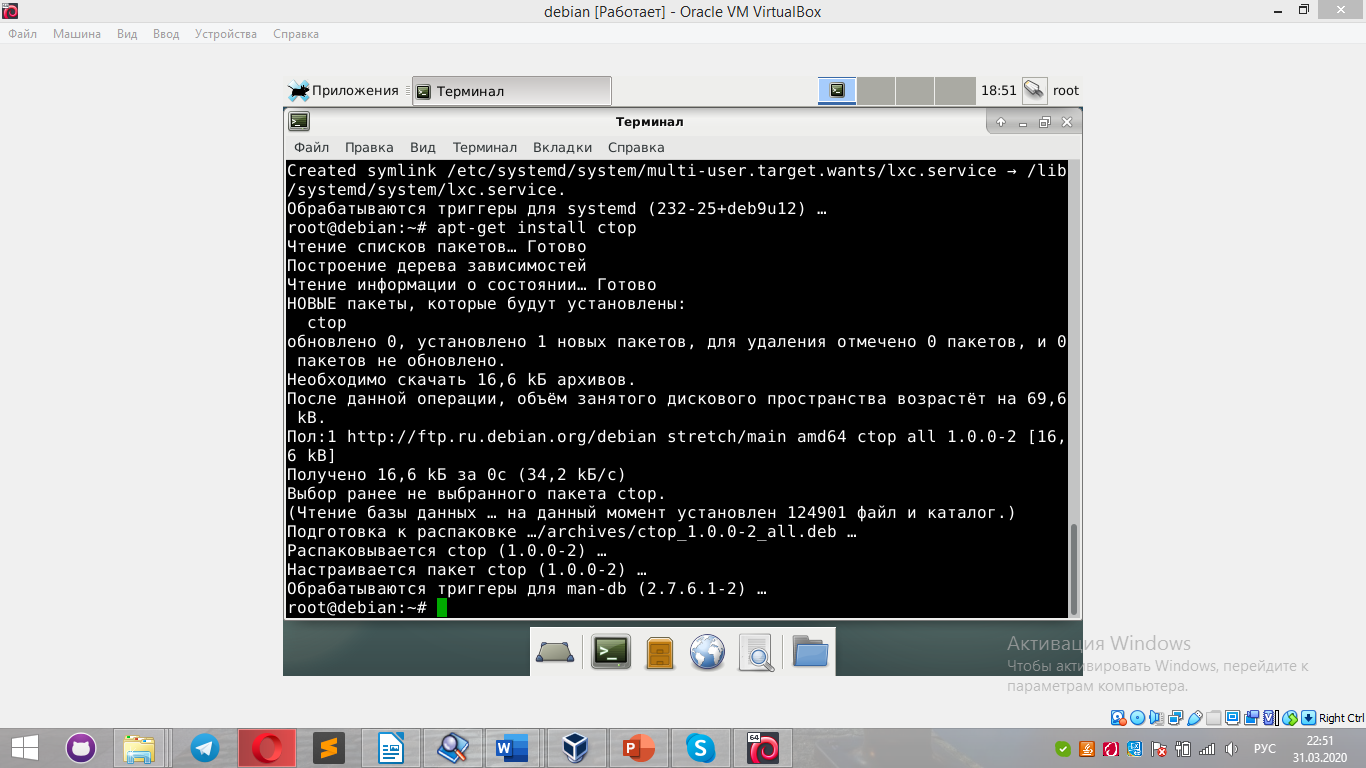 debian [Работает] - Oracle VM VirtualBox
Файл Машина Вид Ввод Устройства Справка
Приложения Терминал 18:51 root
Терминал
Файл Правка Вид Терминал Вкладки Справка
Created symlink /etc/systemd/system/multi-user.target.wants/lxc.service → /lib
/systemd/system/lxc.service.
Обрабатываются триггеры для systemd (232-25+deb9u12) …
root@debian:~# apt-get install ctop
Чтение списков пакетов… Готово
Построение дерева зависимостей
Чтение информации о состоянии… Готово
НОВЫЕ пакеты, которые будут установлены:
ctop
обновлено 0, установлено 1 новых пакетов, для удаления отмечено 0 пакетов, и 0
пакетов не обновлено.
Необходимо скачать 16,6 kБ архивов.
После данной операции, объём занятого дискового пространства возрастёт на 69,6
kB.
Пол:1 http://ftp.ru.debian.org/debian stretch/main amd64 ctop all 1.0.0-2 [16,
6 kB]
Получено 16,6 kБ за 0с (34,2 kБ/c)
Выбор ранее не выбранного пакета ctop.
(Чтение базы данных … на данный момент установлен 124901 файл и каталог.)
Подготовка к распаковке …/archives/ctop_1.0.0-2_all.deb …
Распаковывается ctop (1.0.0-2) …
Настраивается пакет ctop (1.0.0-2) …
Обрабатываются триггеры для man-db (2.7.6.1-2) …
root@debian:~#
Активация Windows
Чтобы активировать Windows, перейдите к
параметрам компьютера.
Right Ctrl
РУС
22:51
31.03.2020